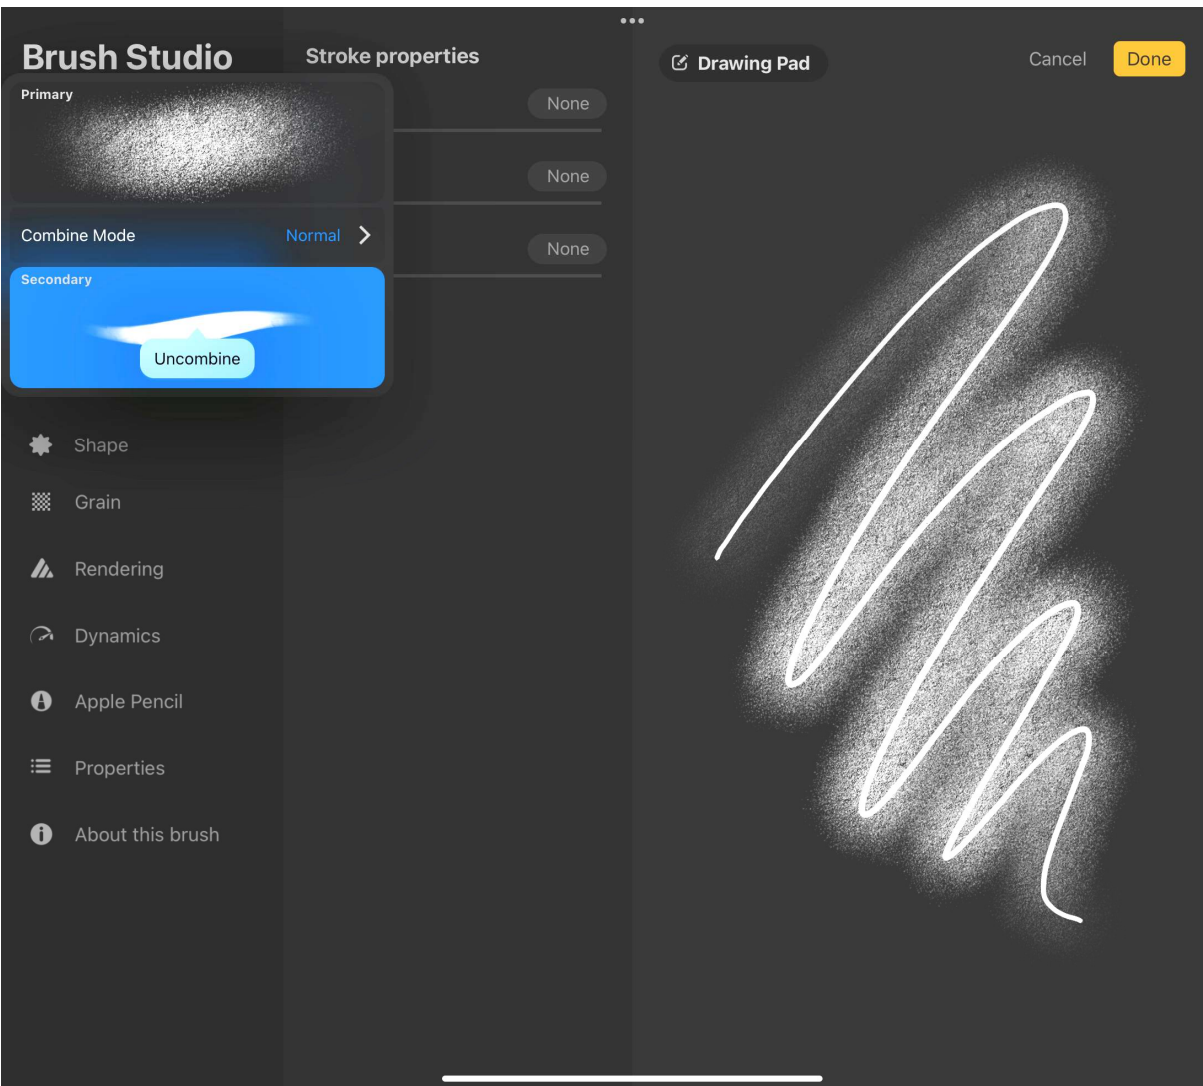 Brush Studio
Stroke properties
Drawing Pad
Cancel
Done
Primary
None
None
Combine Mode
Normal
None
Secondary
Uncombine
Shape
Grain
Rendering
Dynamics
Apple Pencil
Properties
About this brush